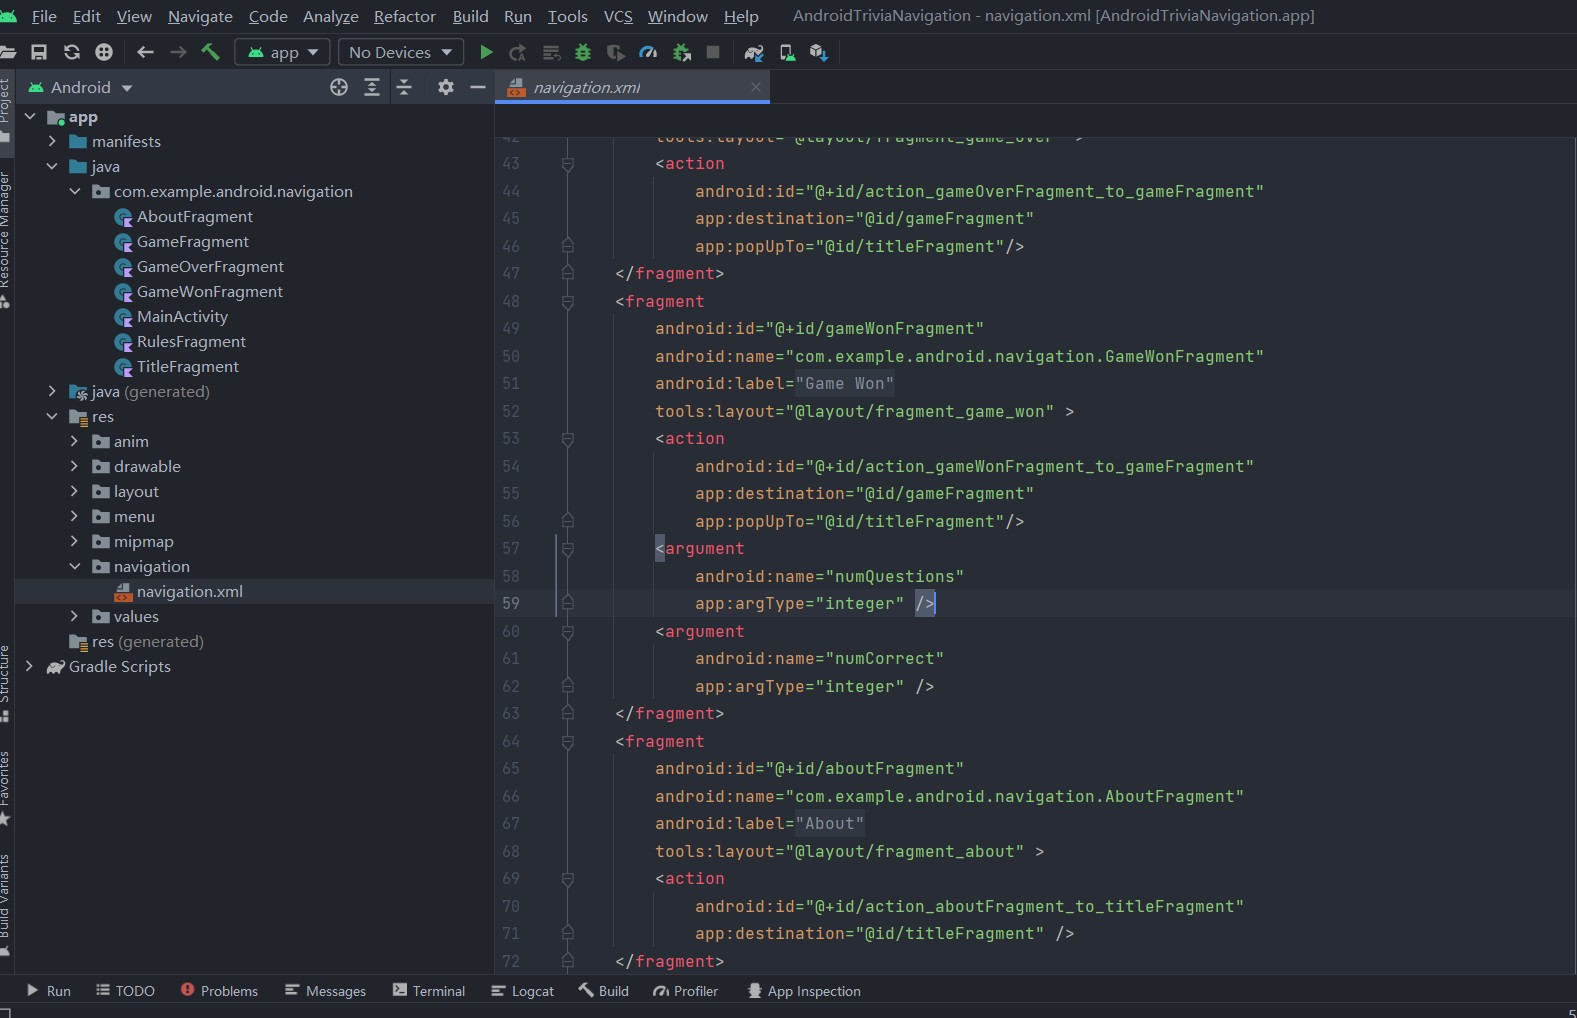 File Edit View Navigate Code Analyze Refactor Build Run Tools VCS Window Help AndroidTriviaNavigation - navigation.xml [AndroidTriviaNavigation.app]
app No Devices
Project
Resource Manager
Structure
Favorites
Build Variants
Android
app
manifests
java
com.example.android.navigation
AboutFragment
GameFragment
GameOverFragment
GameWonFragment
MainActivity
RulesFragment
TitleFragment
java (generated)
res
anim
drawable
layout
menu
mipmap
navigation
navigation.xml
values
res (generated)
Gradle Scripts
navigation.xml
42 tools:layout="@layout/fragment_game_over" >
43 <action
44 android:id="@+id/action_gameOverFragment_to_gameFragment"
45 app:destination="@id/gameFragment"
46 app:popUpTo="@id/titleFragment"/>
47 </fragment>
48 <fragment
49 android:id="@+id/gameWonFragment"
50 android:name="com.example.android.navigation.GameWonFragment"
51 android:label="Game Won"
52 tools:layout="@layout/fragment_game_won" >
53 <action
54 android:id="@+id/action_gameWonFragment_to_gameFragment"
55 app:destination="@id/gameFragment"
56 app:popUpTo="@id/titleFragment"/>
57 <argument
58 android:name="numQuestions"
59 app:argType="integer" />
60 <argument
61 android:name="numCorrect"
62 app:argType="integer" />
63 </fragment>
64 <fragment
65 android:id="@+id/aboutFragment"
66 android:name="com.example.android.navigation.AboutFragment"
67 android:label="About"
68 tools:layout="@layout/fragment_about" >
69 <action
70 android:id="@+id/action_aboutFragment_to_titleFragment"
71 app:destination="@id/titleFragment" />
72 </fragment>
Run TODO Problems Messages Terminal Logcat Build Profiler App Inspection